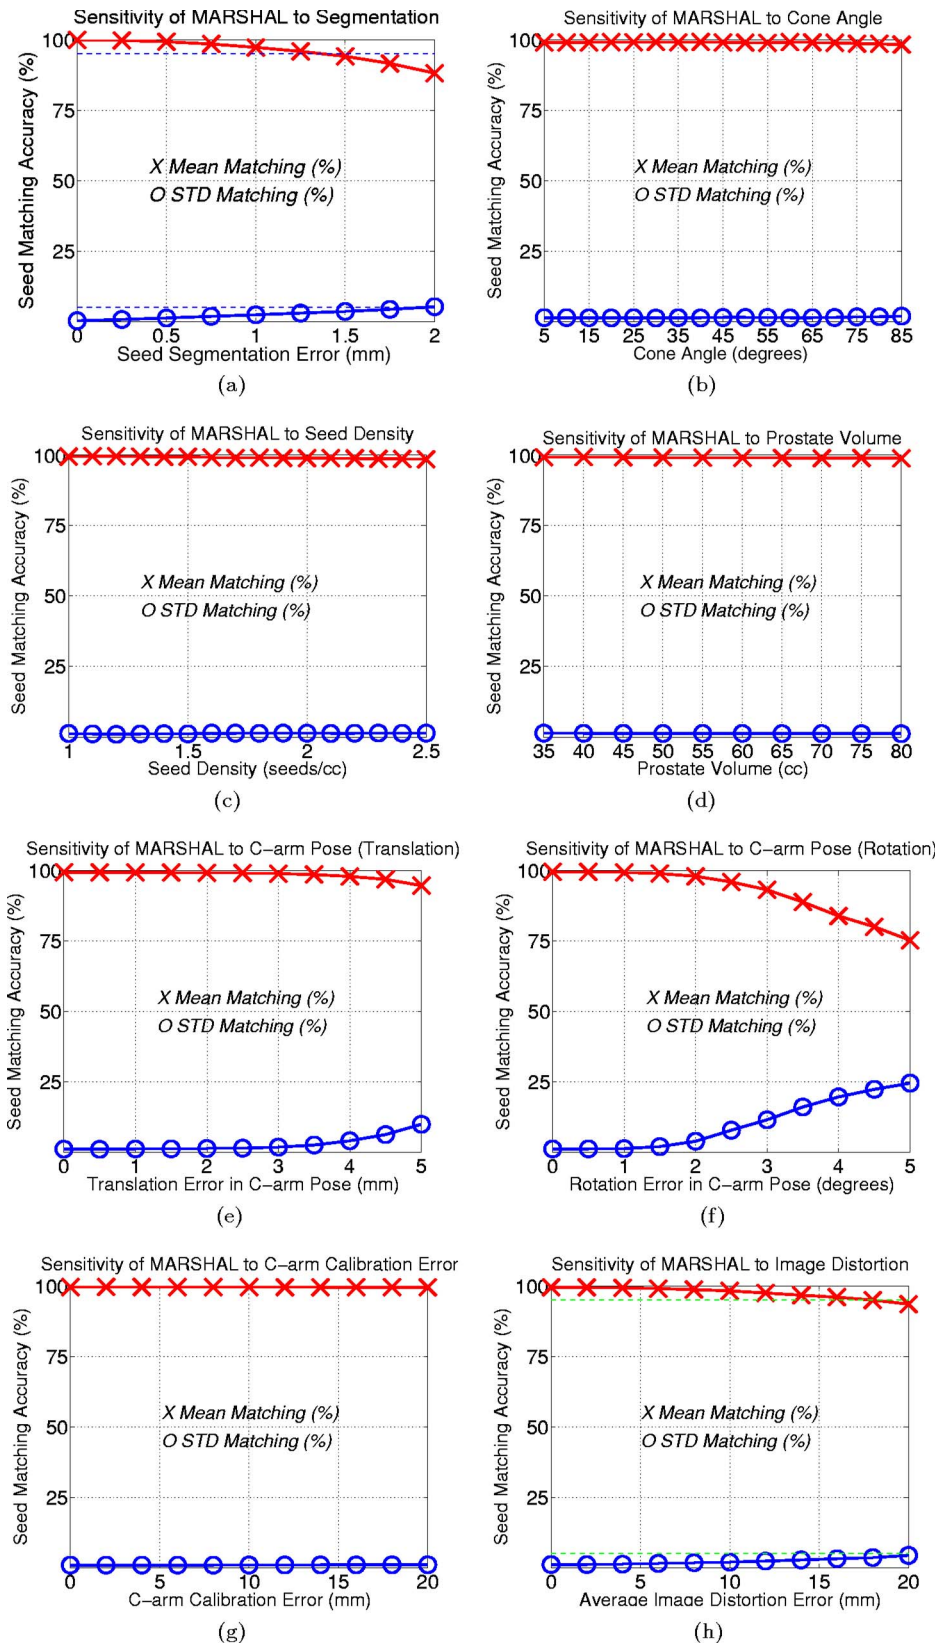 Sensitivity of MARSHAL to Segmentation
Seed Matching Accuracy (%)
100
75
50
25
X Mean Matching (%)
O STD Matching (%)
0 0.5 1 1.5 2
Seed Segmentation Error (mm)
(a)
Sensitivity of MARSHAL to Cone Angle
Seed Matching Accuracy (%)
100
75
50
25
X Mean Matching (%)
O STD Matching (%)
5 15 25 35 45 55 65 75 85
Cone Angle (degrees)
(b)
Sensitivity of MARSHAL to Seed Density
Seed Matching Accuracy (%)
100
75
50
25
X Mean Matching (%)
O STD Matching (%)
1 1.5 2 2.5
Seed Density (seeds/cc)
(c)
Sensitivity of MARSHAL to Prostate Volume
Seed Matching Accuracy (%)
100
75
50
25
X Mean Matching (%)
O STD Matching (%)
35 40 45 50 55 60 65 70 75 80
Prostate Volume (cc)
(d)
Sensitivity of MARSHAL to C-arm Pose (Translation)
Seed Matching Accuracy (%)
100
75
50
25
X Mean Matching (%)
O STD Matching (%)
0 1 2 3 4 5
Translation Error in C-arm Pose (mm)
(e)
Sensitivity of MARSHAL to C-arm Pose (Rotation)
Seed Matching Accuracy (%)
100
75
50
25
X Mean Matching (%)
O STD Matching (%)
0 1 2 3 4 5
Rotation Error in C-arm Pose (degrees)
(f)
Sensitivity of MARSHAL to C-arm Calibration Error
Seed Matching Accuracy (%)
100
75
50
25
X Mean Matching (%)
O STD Matching (%)
0 5 10 15 20
C-arm Calibration Error (mm)
(g)
Sensitivity of MARSHAL to Image Distortion
Seed Matching Accuracy (%)
100
75
50
25
X Mean Matching (%)
O STD Matching (%)
0 5 10 15 20
Average Image Distortion Error (mm)
(h)